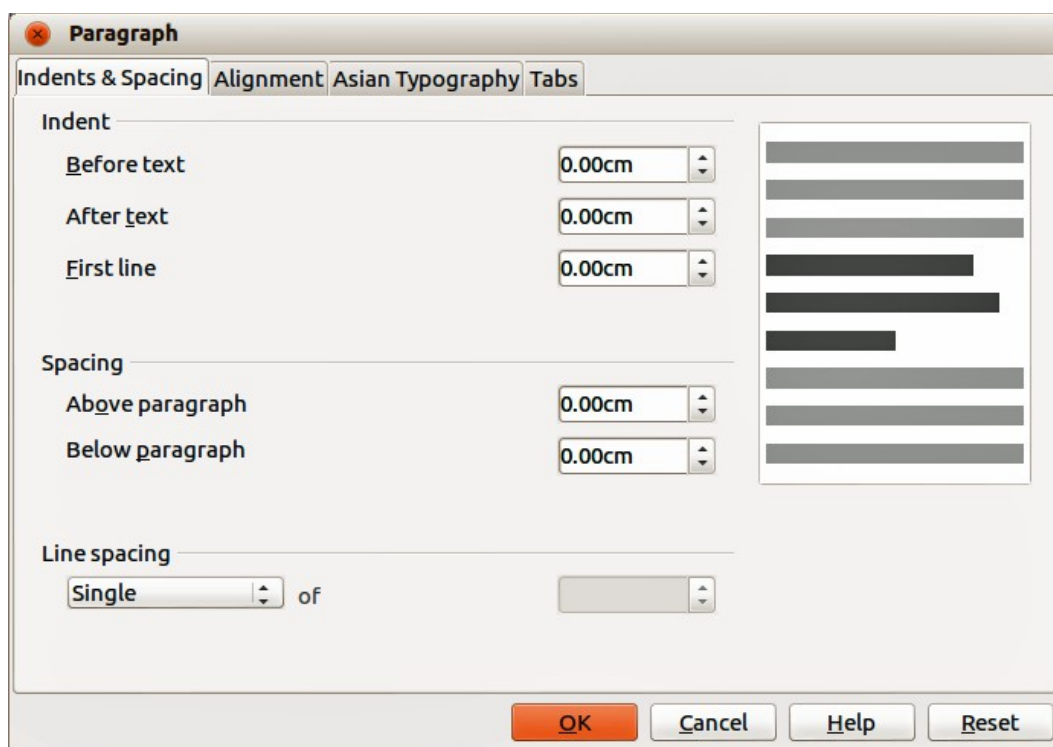 Paragraph
Indents & Spacing Alignment Asian Typography Tabs
Indent
Before text 0.00cm
After text 0.00cm
First line 0.00cm
Spacing
Above paragraph 0.00cm
Below paragraph 0.00cm
Line spacing
Single of
OK Cancel Help Reset